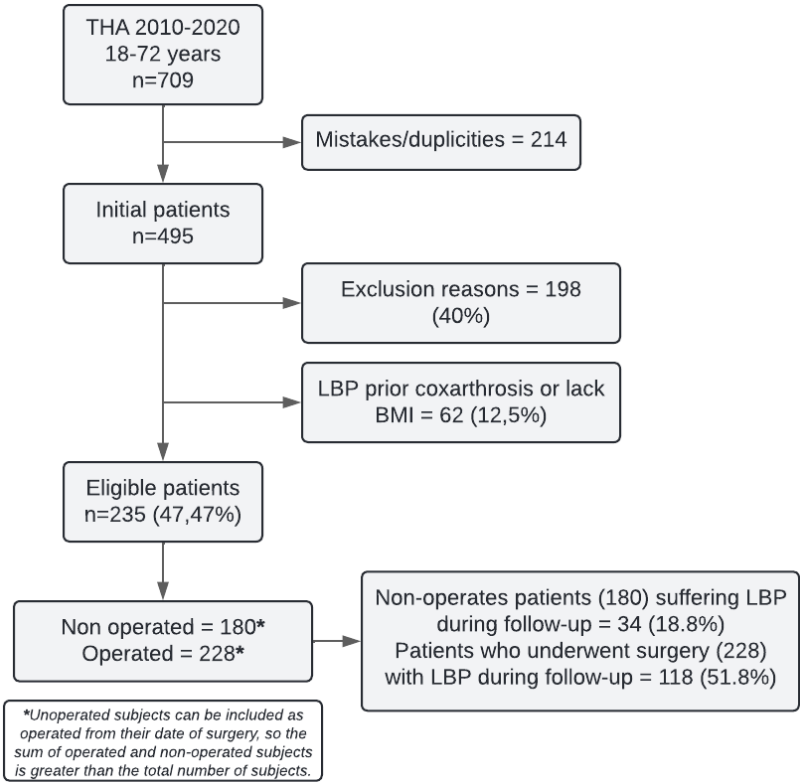 THA 2010-2020
18-72 years
n=709
Mistakes/duplicities = 214
Initial patients
n=495
Exclusion reasons = 198
(40%)
LBP prior coxarthrosis or lack
BMI = 62 (12,5%)
Eligible patients
n=235 (47,47%)
Non operated = 180*
Operated = 228*
Non-operates patients (180) suffering LBP
during follow-up = 34 (18.8%)
Patients who underwent surgery (228)
with LBP during follow-up = 118 (51.8%)
*Unoperated subjects can be included as
operated from their date of surgery, so the
sum of operated and non-operated subjects
is greater than the total number of subjects.